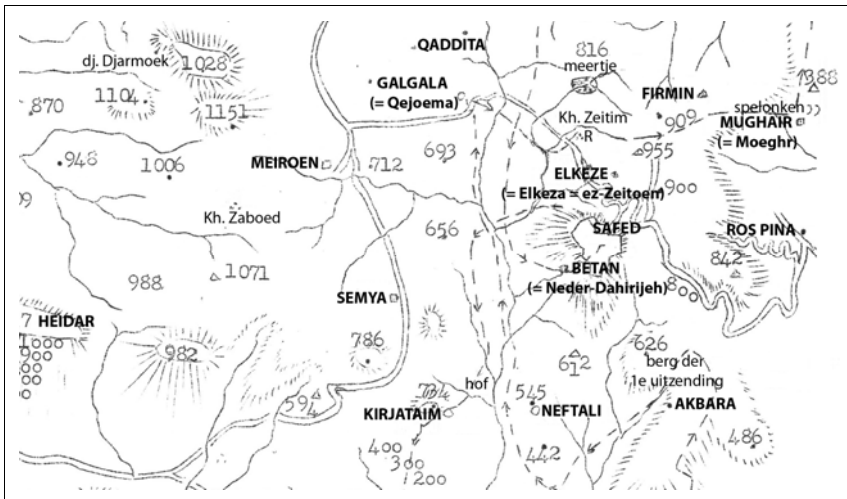 QADDITA
816
dj. Djarmoek
1028
meertje
GALGALA
(= Qejoema)
FIRMIN
1388
1104
870
1151
Kh. Zeitim
R
909
spelonken
MUGHAIR
(= Moeghr)
948
1006
MEIROEN
712
693
955
ELKEZE
(= Elkeza = ez-Zeitoem)
900
Kh. Zaboed
656
SAFED
ROS PINA
842
988
1071
BETAN
(= Neder-Dahirijeh)
800
SEMYA
HEIDAR
982
786
612
626
berg der
1e uitzending
hof
594
784
545
KIRJATAIM
NEFTALI
AKBARA
400
300
200
442
486